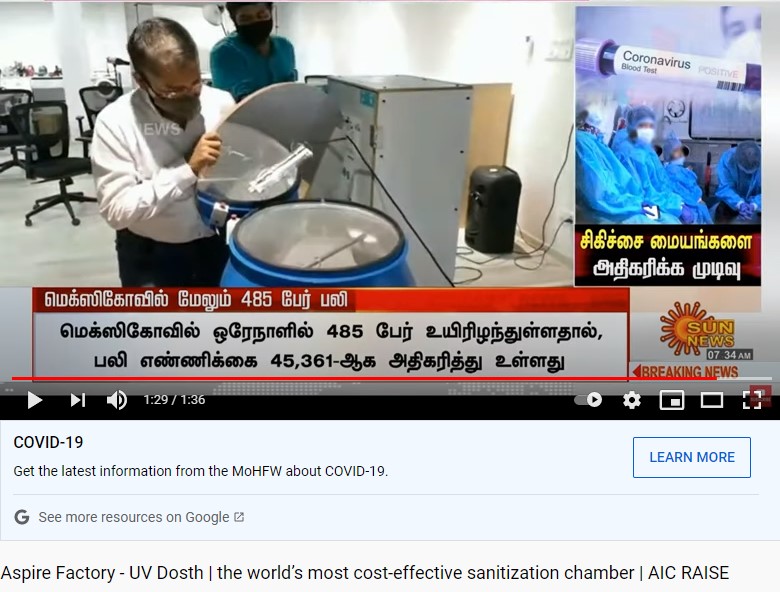 NEWS
Coronavirus
Blood Test
POSITIVE
சிகிச்சை மையங்களை
அதிகரிக்க முடிவு
மெக்ஸிகோவில் மேலும் 485 பேர் பலி
மெக்ஸிகோவில் ஒரேநாளில் 485 பேர் உயிரிழந்துள்ளதால்,
பலி எண்ணிக்கை 45,361-ஆக அதிகரித்து உள்ளது
SUN
NEWS
07:34 AM
BREAKING NEWS
1:29 / 1:36
COVID-19
Get the latest information from the MoHFW about COVID-19.
LEARN MORE
See more resources on Google
Aspire Factory - UV Dosth | the world’s most cost-effective sanitization chamber | AIC RAISE